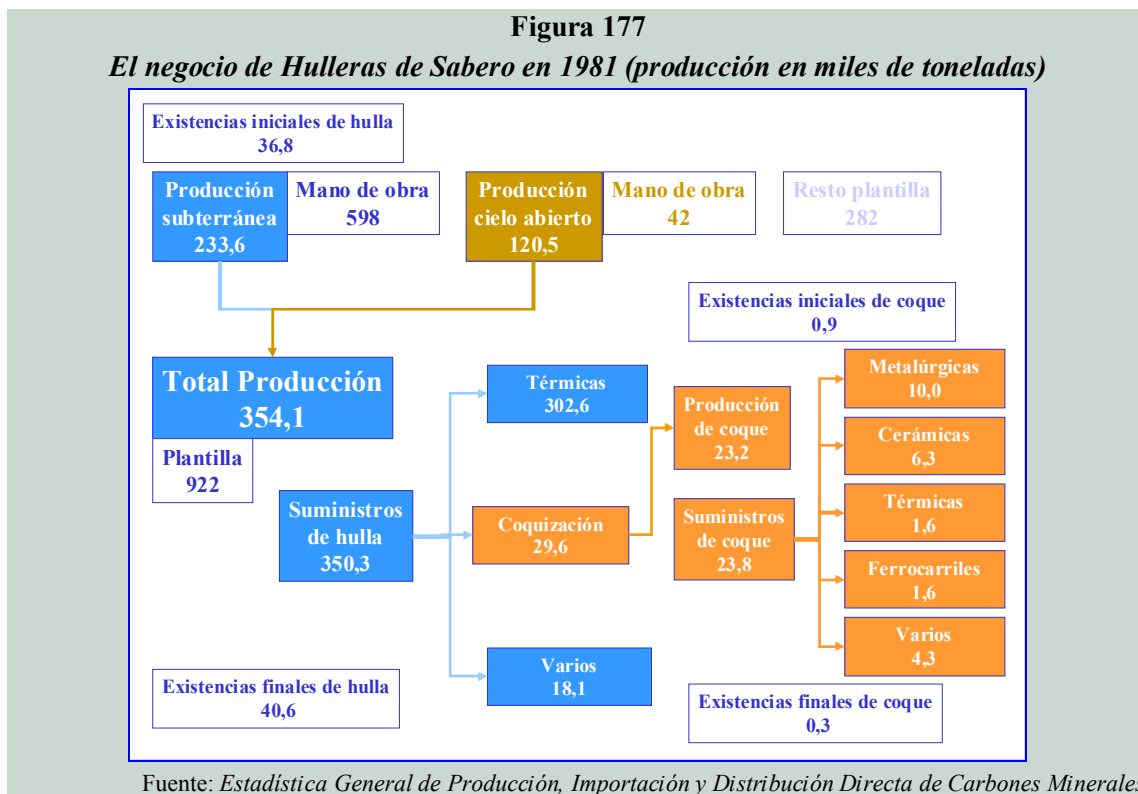 Figura 177
El negocio de Hulleras de Sabero en 1981 (producción en miles de toneladas)
Existencias iniciales de hulla
36,8
Producción
subterránea
233,6
Mano de obra
598
Producción
cielo abierto
120,5
Mano de obra
42
Resto plantilla
282
Existencias iniciales de coque
0,9
Total Producción
354,1
Plantilla
922
Suministros
de hulla
350,3
Térmicas
302,6
Coquización
29,6
Varios
18,1
Producción
de coque
23,2
Suministros
de coque
23,8
Metalúrgicas
10,0
Cerámicas
6,3
Térmicas
1,6
Ferrocarriles
1,6
Varios
4,3
Existencias finales de hulla
40,6
Existencias finales de coque
0,3
Fuente: Estadística General de Producción, Importación y Distribución Directa de Carbones Minerales